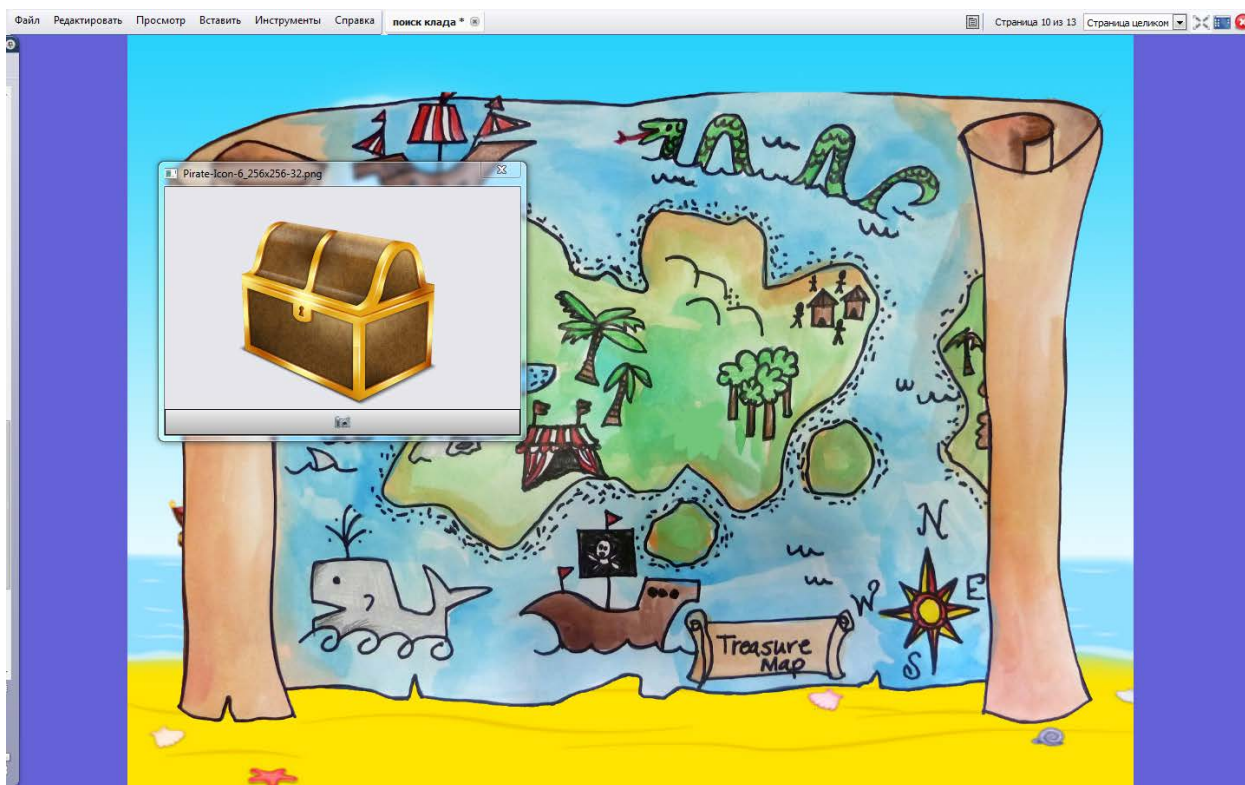 Файл Редактировать Просмотр Вставить Инструменты Справка поиск клада * Страница 10 из 13 Страница целиком
Pirate-Icon-6_256x256-32.png
N
W E
S
Treasure
Map